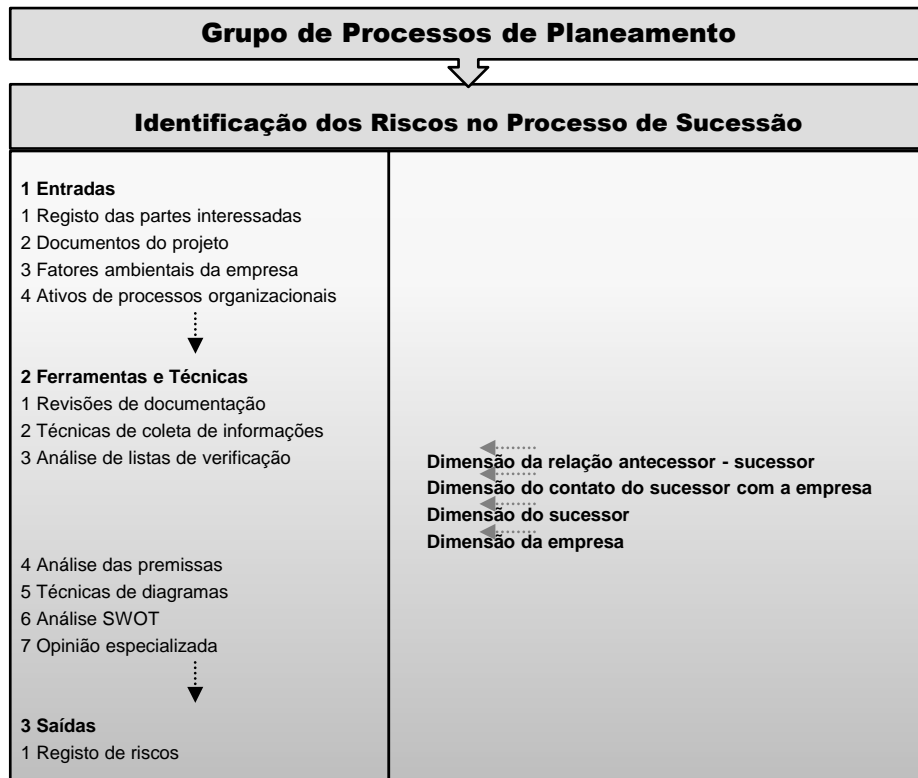 Grupo de Processos de Planeamento
Identificação dos Riscos no Processo de Sucessão
1 Entradas
1 Registo das partes interessadas
2 Documentos do projeto
3 Fatores ambientais da empresa
4 Ativos de processos organizacionais
2 Ferramentas e Técnicas
1 Revisões de documentação
2 Técnicas de coleta de informações
3 Análise de listas de verificação
Dimensão da relação antecessor - sucessor
Dimensão do contato do sucessor com a empresa
Dimensão do sucessor
Dimensão da empresa
4 Análise das premissas
5 Técnicas de diagramas
6 Análise SWOT
7 Opinião especializada
3 Saídas
1 Registo de riscos